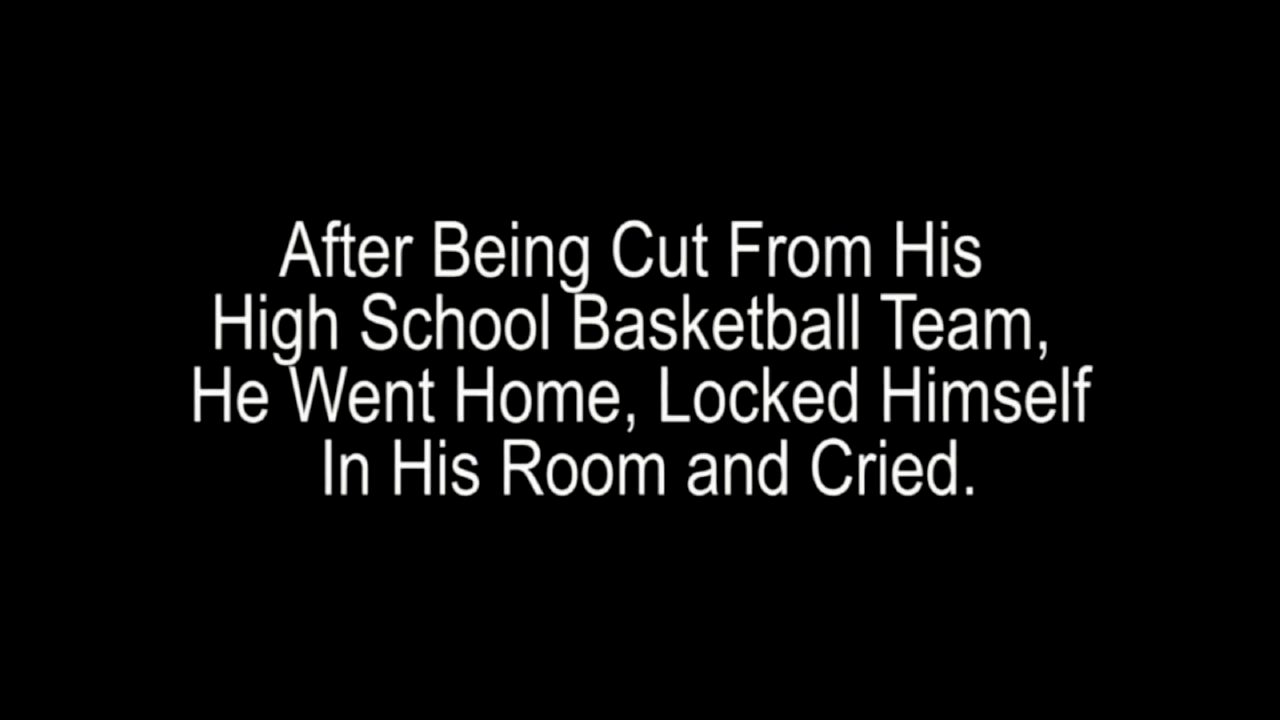 After Being Cut From His
High School Basketball Team,
He Went Home, Locked Himself
In His Room and Cried.